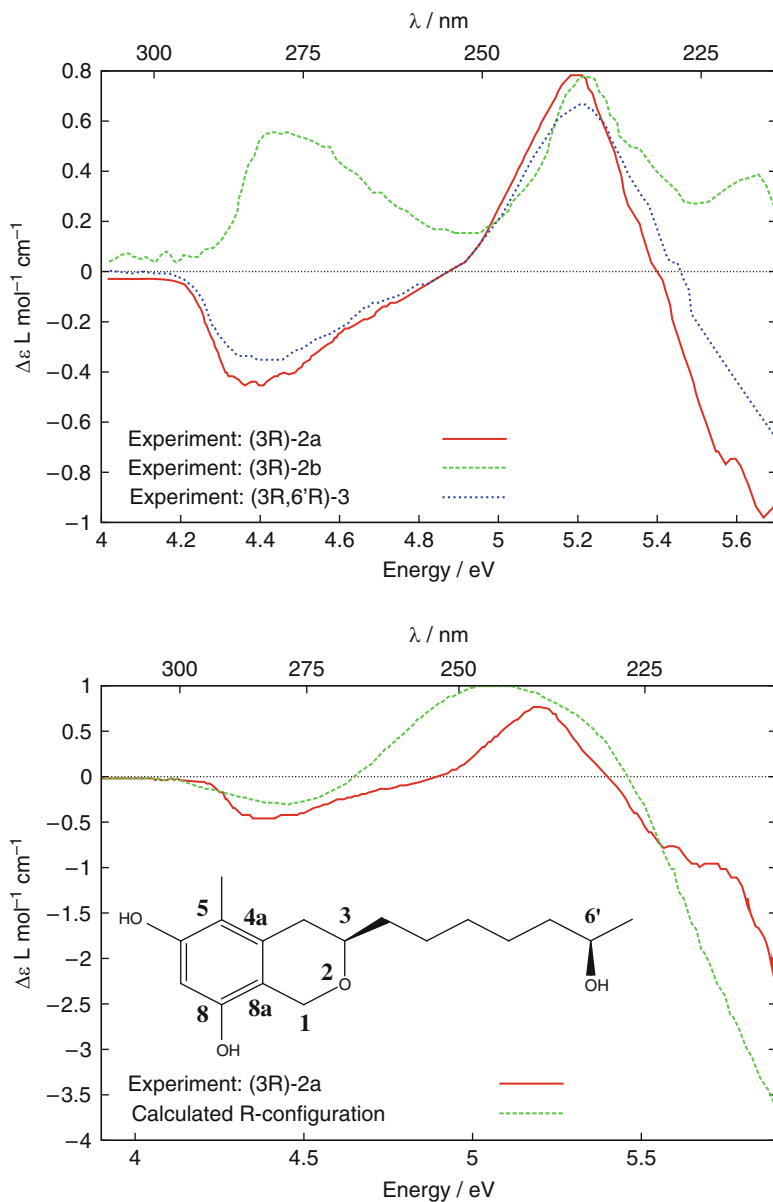 λ / nm
300 275 250 225
0.8
0.6
0.4
0.2
0
−0.2
−0.4
−0.6
−0.8
−1
Δε L mol⁻¹ cm⁻¹
Experiment: (3R)-2a
Experiment: (3R)-2b
Experiment: (3R,6'R)-3
4 4.2 4.4 4.6 4.8 5 5.2 5.4 5.6
Energy / eV
λ / nm
300 275 250 225
1
0.5
0
−0.5
−1
−1.5
−2
−2.5
−3
−3.5
−4
Δε L mol⁻¹ cm⁻¹
HO 5 4a 3 6'
2 O
OH
8 8a 1
OH
Experiment: (3R)-2a
Calculated R-configuration
4 4.5 5 5.5
Energy / eV